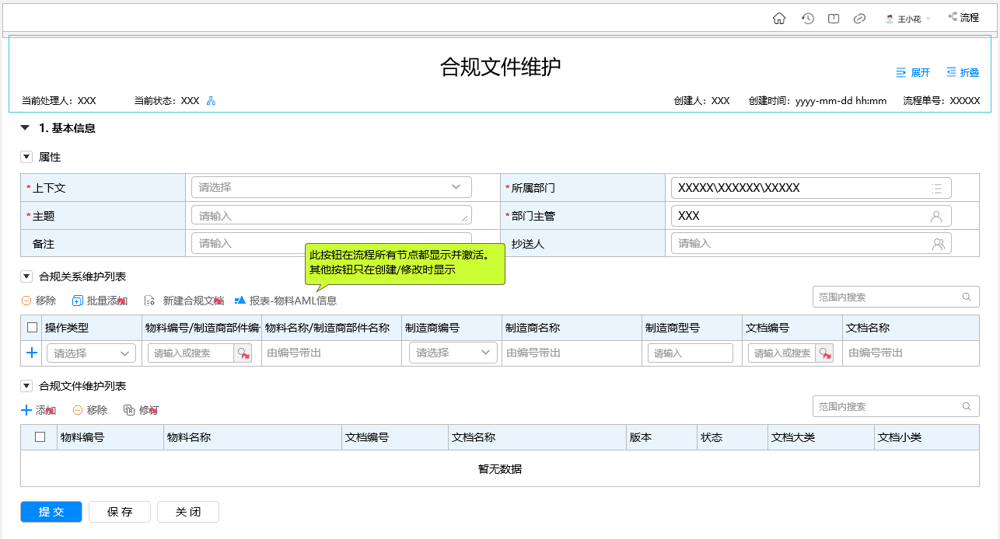 王小花 流程
合规文件维护
展开 折叠
当前处理人：XXX 当前状态：XXX 创建人：XXX 创建时间：yyyy-mm-dd hh:mm 流程单号：XXXXX
1. 基本信息
属性
*上下文 请选择 *所属部门 XXXXX\XXXXXX\XXXXX
*主题 请输入 *部门主管 XXX
备注 请输入 抄送人 请输入
此按钮在流程所有节点都显示并激活。
其他按钮只在创建/修改时显示
合规关系维护列表
移除 批量添加 新建合规文档 报表-物料AML信息 范围内搜索
操作类型 物料编号/制造商部件编 物料名称/制造商部件名称 制造商编号 制造商名称 制造商型号 文档编号 文档名称
请选择 请输入或搜索 由编号带出 请选择 由编号带出 请输入 请输入或搜索 由编号带出
合规文件维护列表
添加 移除 修订 范围内搜索
物料编号 物料名称 文档编号 文档名称 版本 状态 文档大类 文档小类
暂无数据
提交 保存 关闭